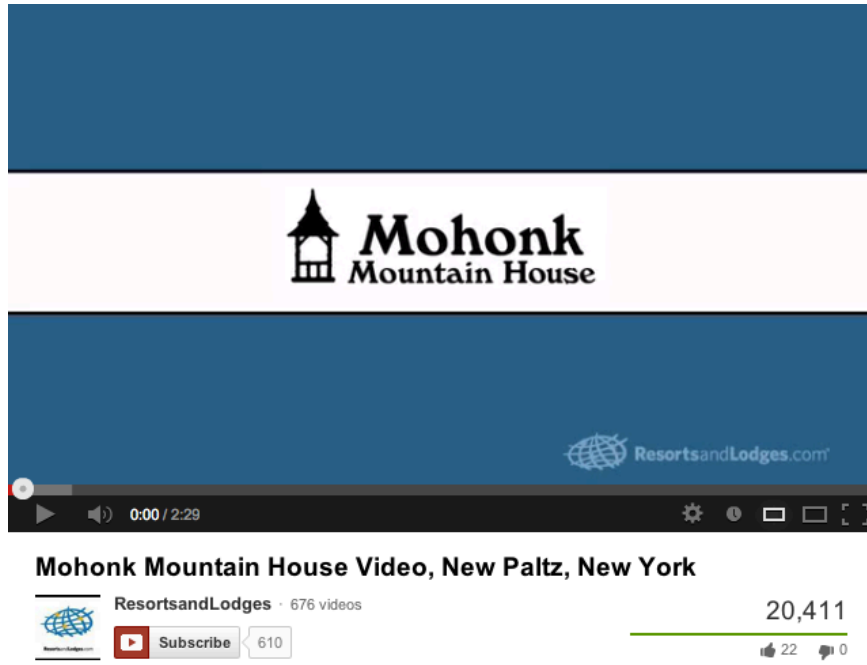 Mohonk
Mountain House
ResortsandLodges.com
0:00 / 2:29
Mohonk Mountain House Video, New Paltz, New York
ResortsandLodges · 676 videos
20,411
Subscribe 610
22 0